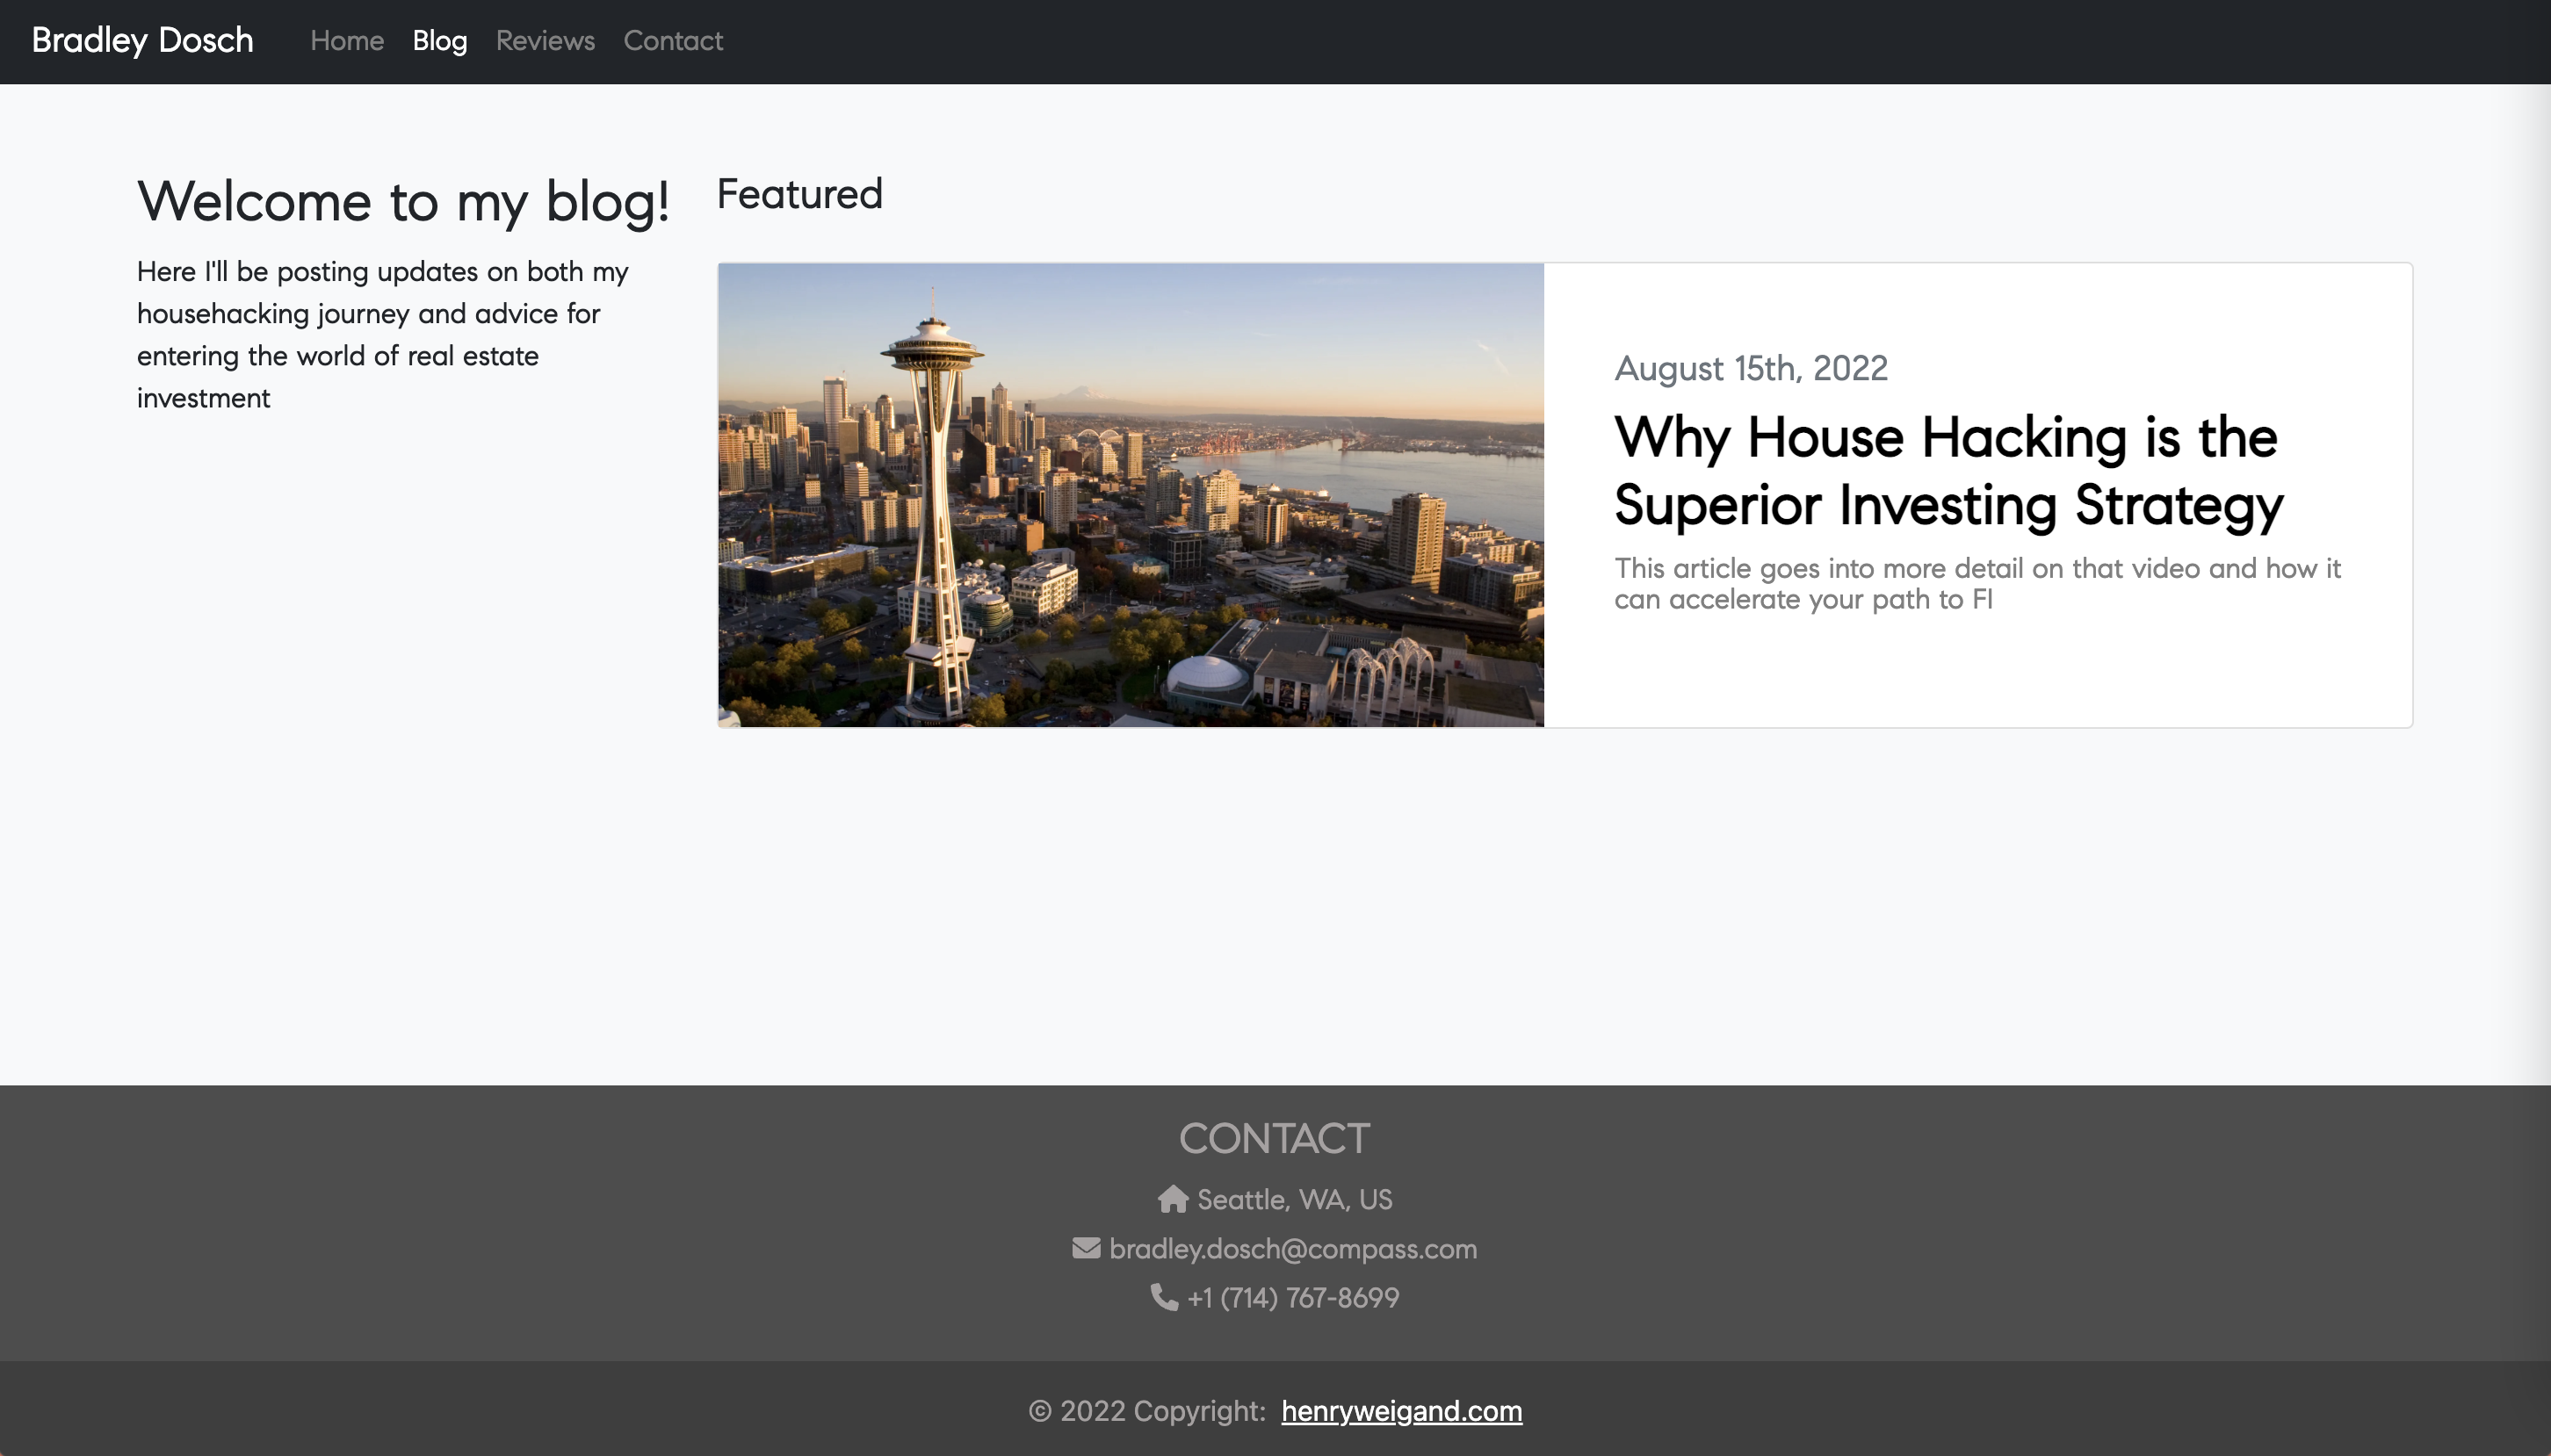 Bradley Dosch Home Blog Reviews Contact
Welcome to my blog!
Here I'll be posting updates on both my
househacking journey and advice for
entering the world of real estate
investment
Featured
August 15th, 2022
Why House Hacking is the
Superior Investing Strategy
This article goes into more detail on that video and how it
can accelerate your path to FI
CONTACT
Seattle, WA, US
bradley.dosch@compass.com
+1 (714) 767-8699
© 2022 Copyright: henryweigand.com